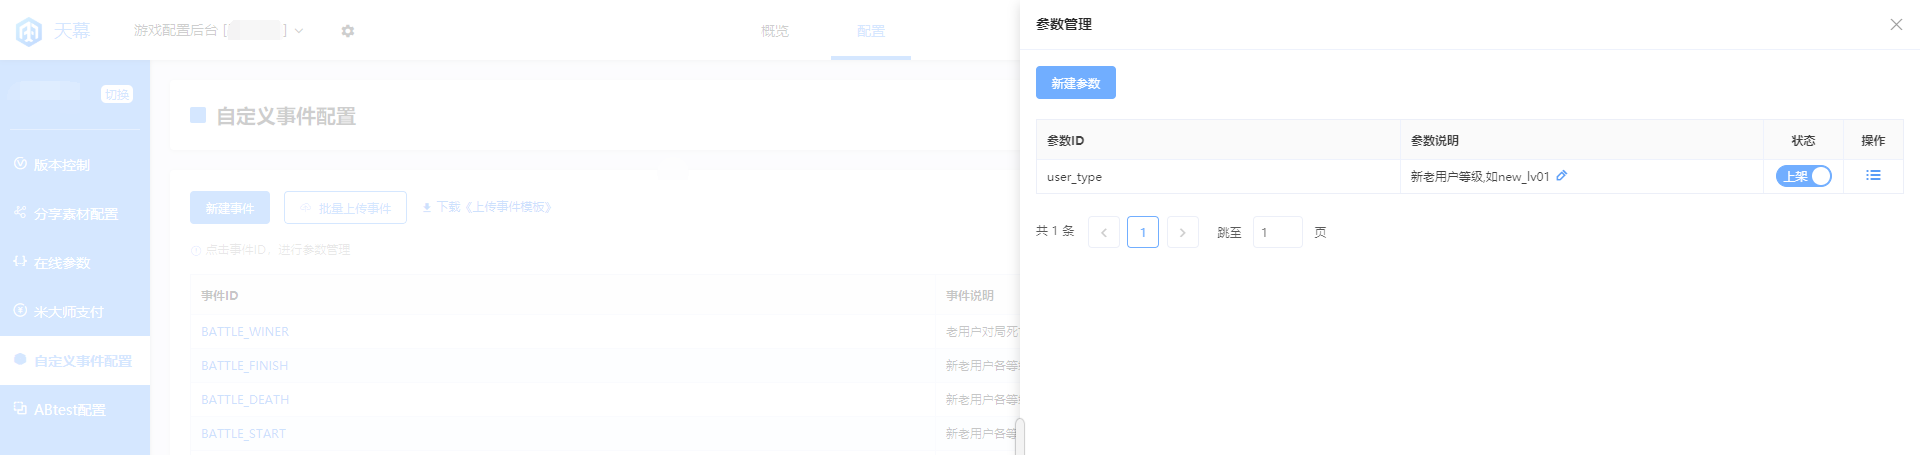 天幕
游戏配置后台 [ ]
概览
配置
切换
版本控制
分享素材配置
在线参数
米大师支付
自定义事件配置
ABtest配置
自定义事件配置
新建事件
批量上传事件
下载《上传事件模板》
点击事件ID，进行参数管理
事件ID 事件说明
BATTLE_WINER 老用户对局死
BATTLE_FINISH 新老用户各等
BATTLE_DEATH 新老用户各等
BATTLE_START 新老用户各等
参数管理
新建参数
参数ID 参数说明 状态 操作
user_type 新老用户等级,如new_lv01 上架
共 1 条 1 跳至 1 页